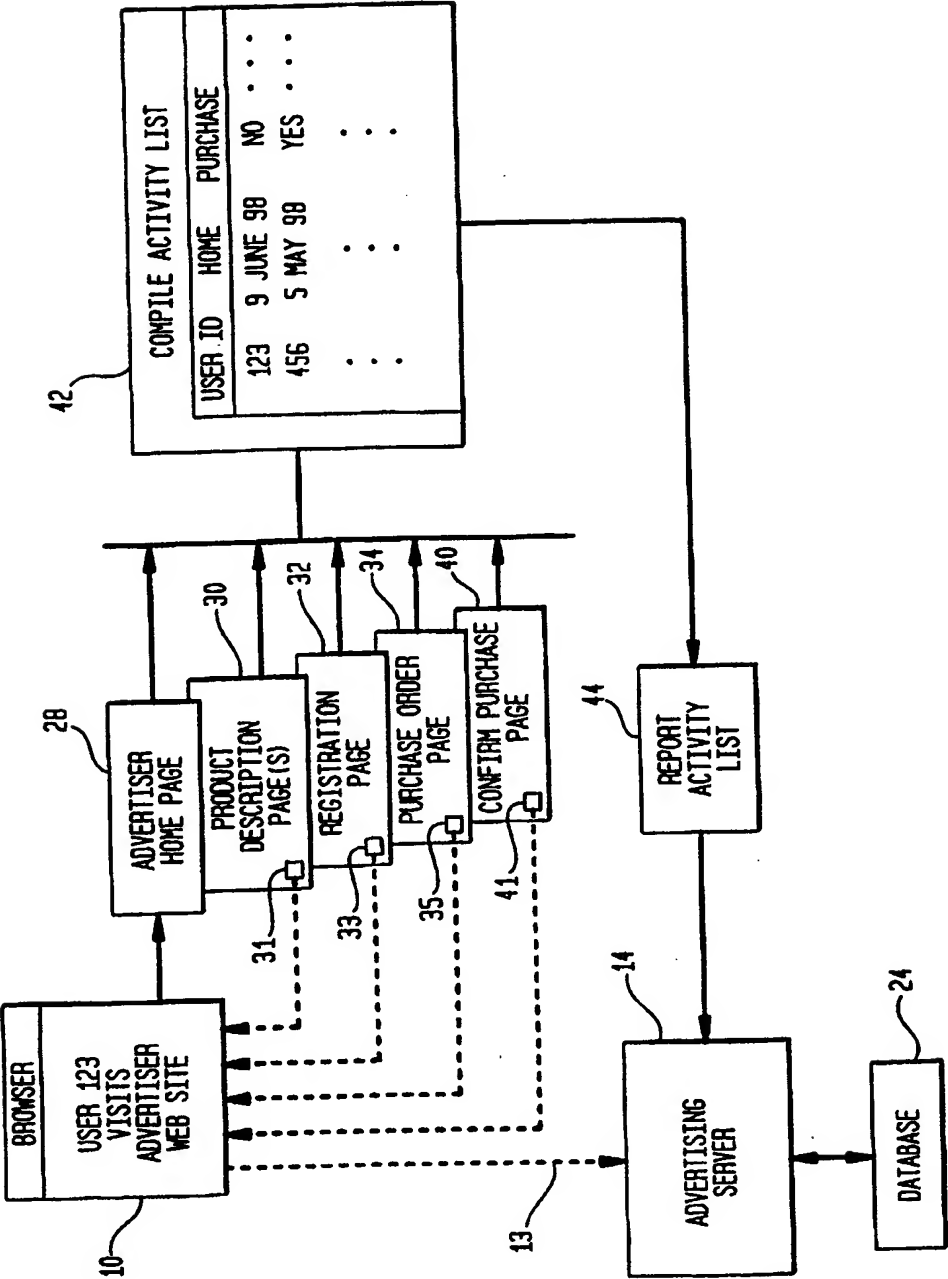 BROWSER
USER 123
VISITS
ADVERTISER
WEB SITE
10
28
ADVERTISER
HOME PAGE
30
PRODUCT
DESCRIPTION
PAGE(S)
31
32
REGISTRATION
PAGE
33
34
PURCHASE ORDER
PAGE
35
40
CONFIRM PURCHASE
PAGE
41
42
COMPILE ACTIVITY LIST
USER ID HOME PURCHASE
123 9 JUNE 98 NO . . .
456 5 MAY 98 YES . . .
. . .
. . .
. . .
13
14
ADVERTISING
SERVER
44
REPORT
ACTIVITY
LIST
24
DATABASE